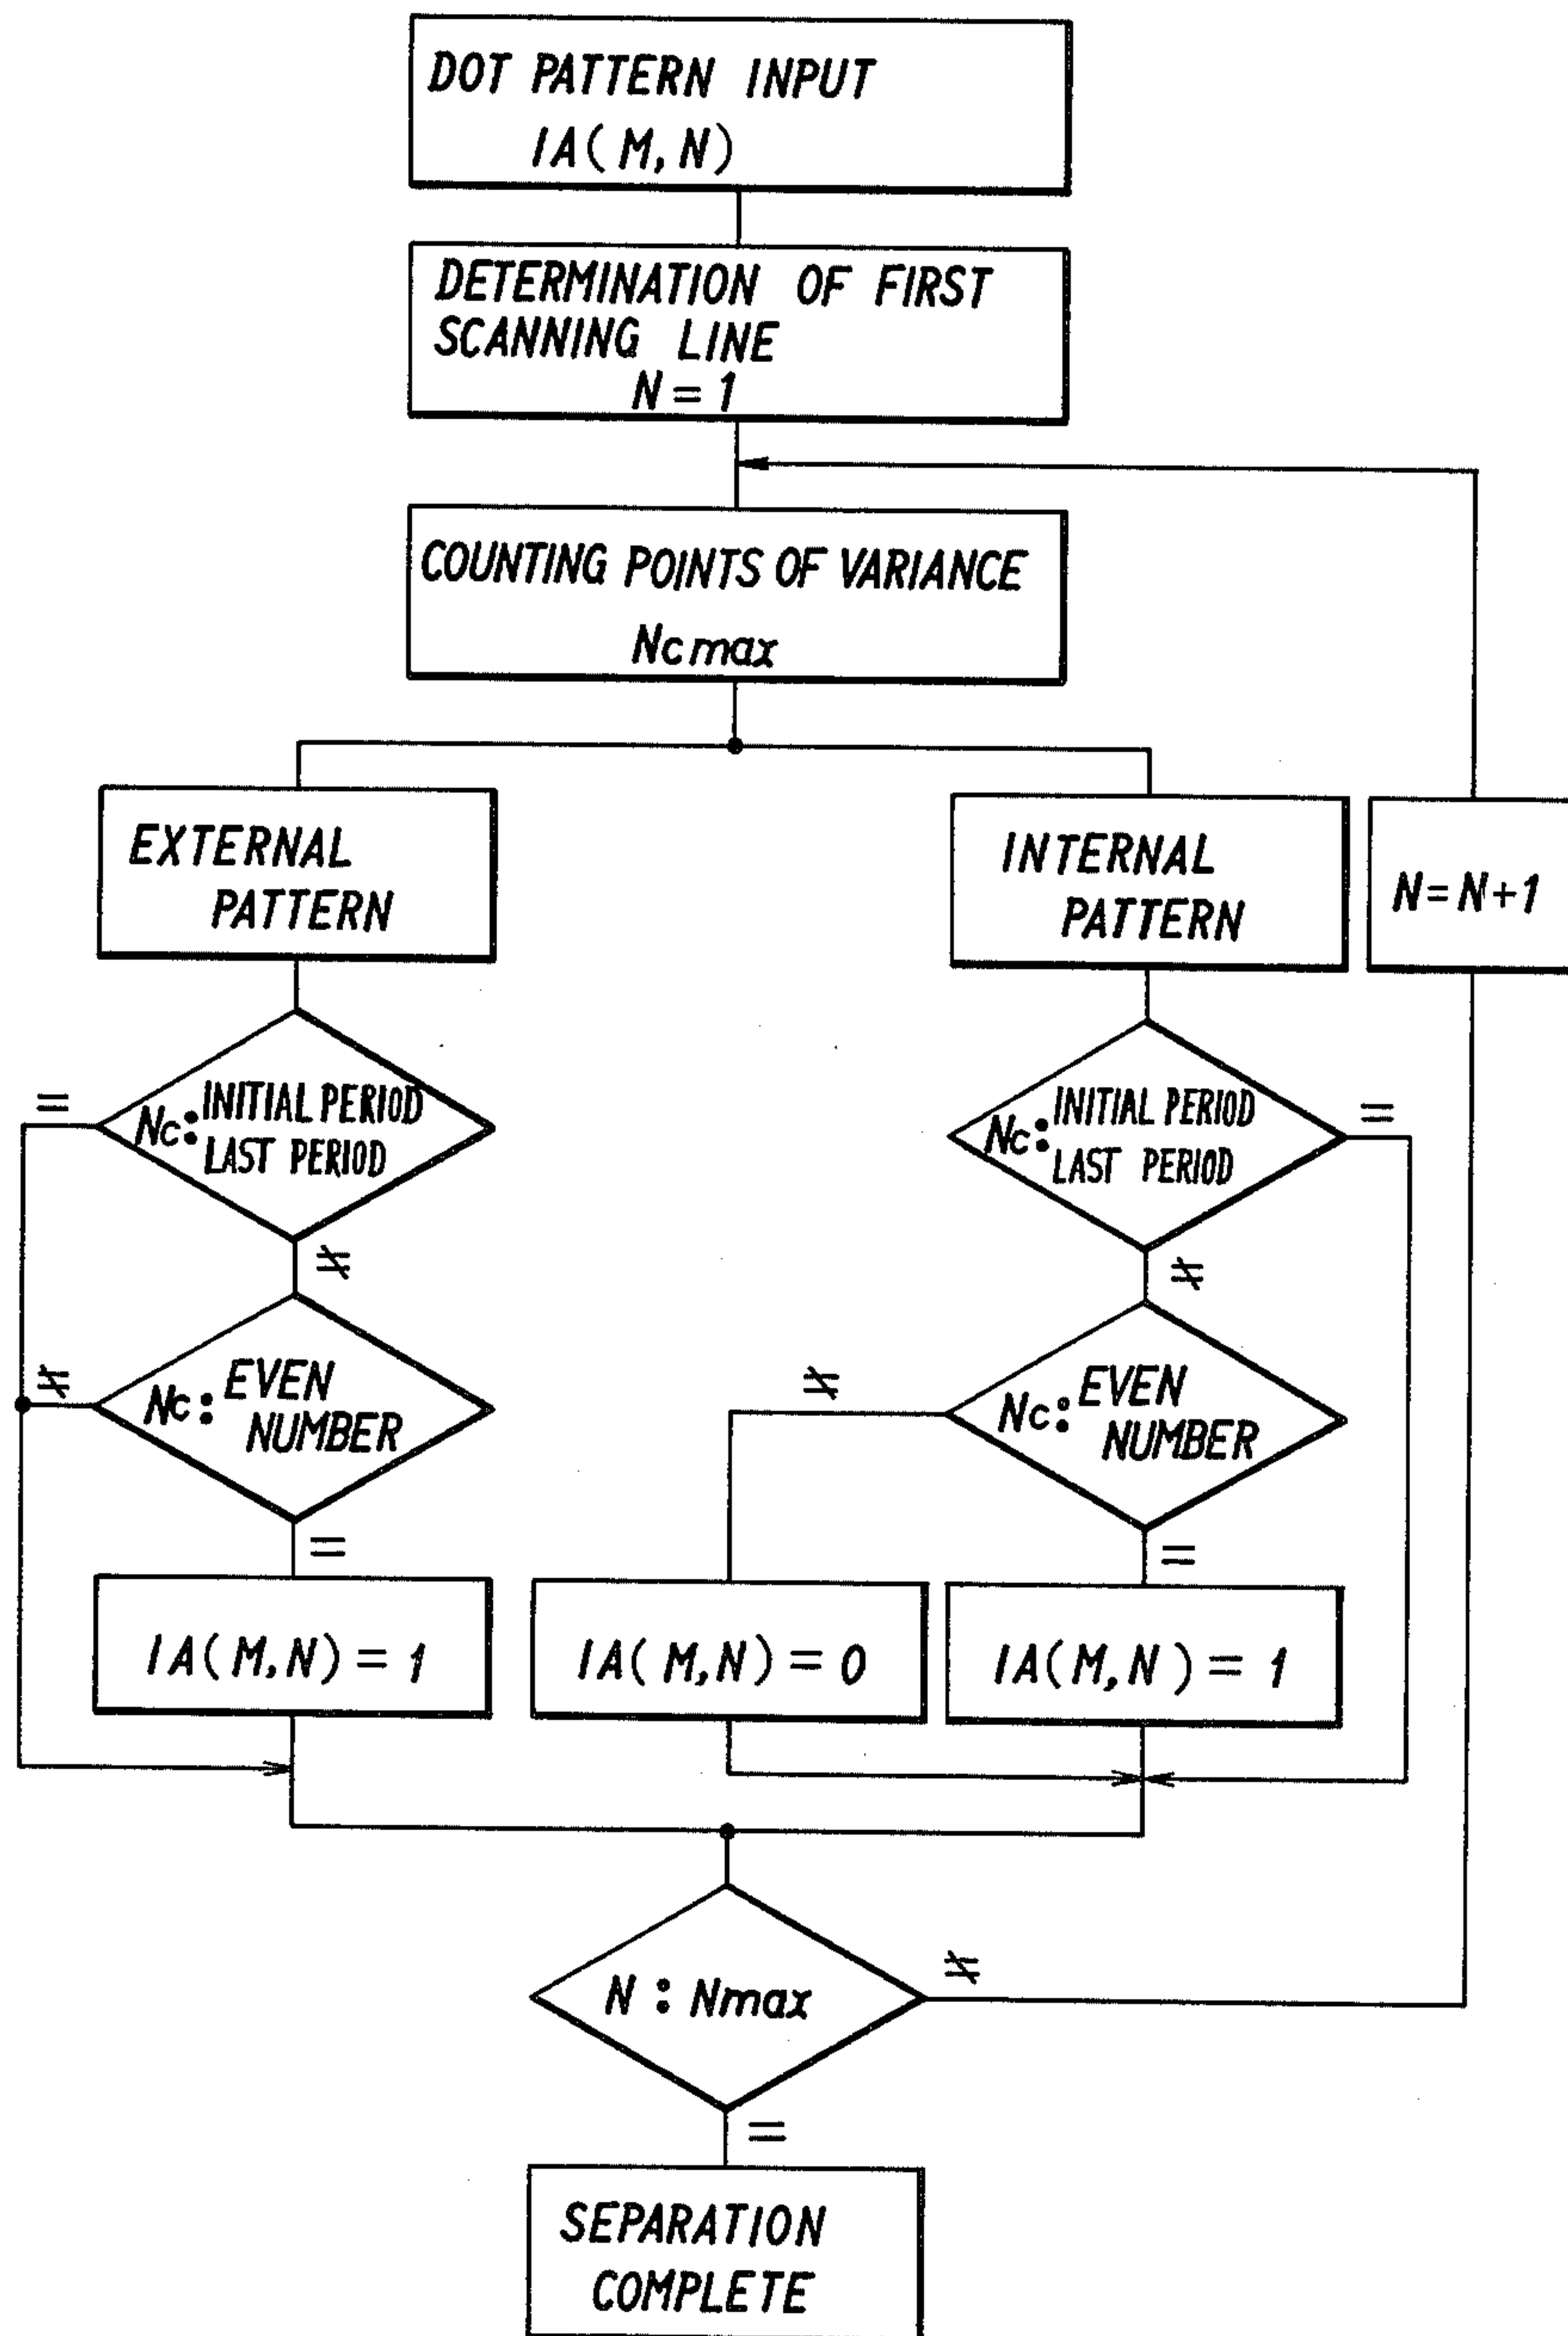 DOT PATTERN INPUT
IA(M,N)
DETERMINATION OF FIRST
SCANNING LINE
N=1
COUNTING POINTS OF VARIANCE
Ncmax
EXTERNAL
PATTERN
INTERNAL
PATTERN
N=N+1
=
Nc: INITIAL PERIOD
LAST PERIOD
Nc: INITIAL PERIOD
LAST PERIOD
=
≠
≠
≠
Nc: EVEN
NUMBER
≠
Nc: EVEN
NUMBER
=
=
IA(M,N)=1
IA(M,N)=0
IA(M,N)=1
N : Nmax
≠
=
SEPARATION
COMPLETE